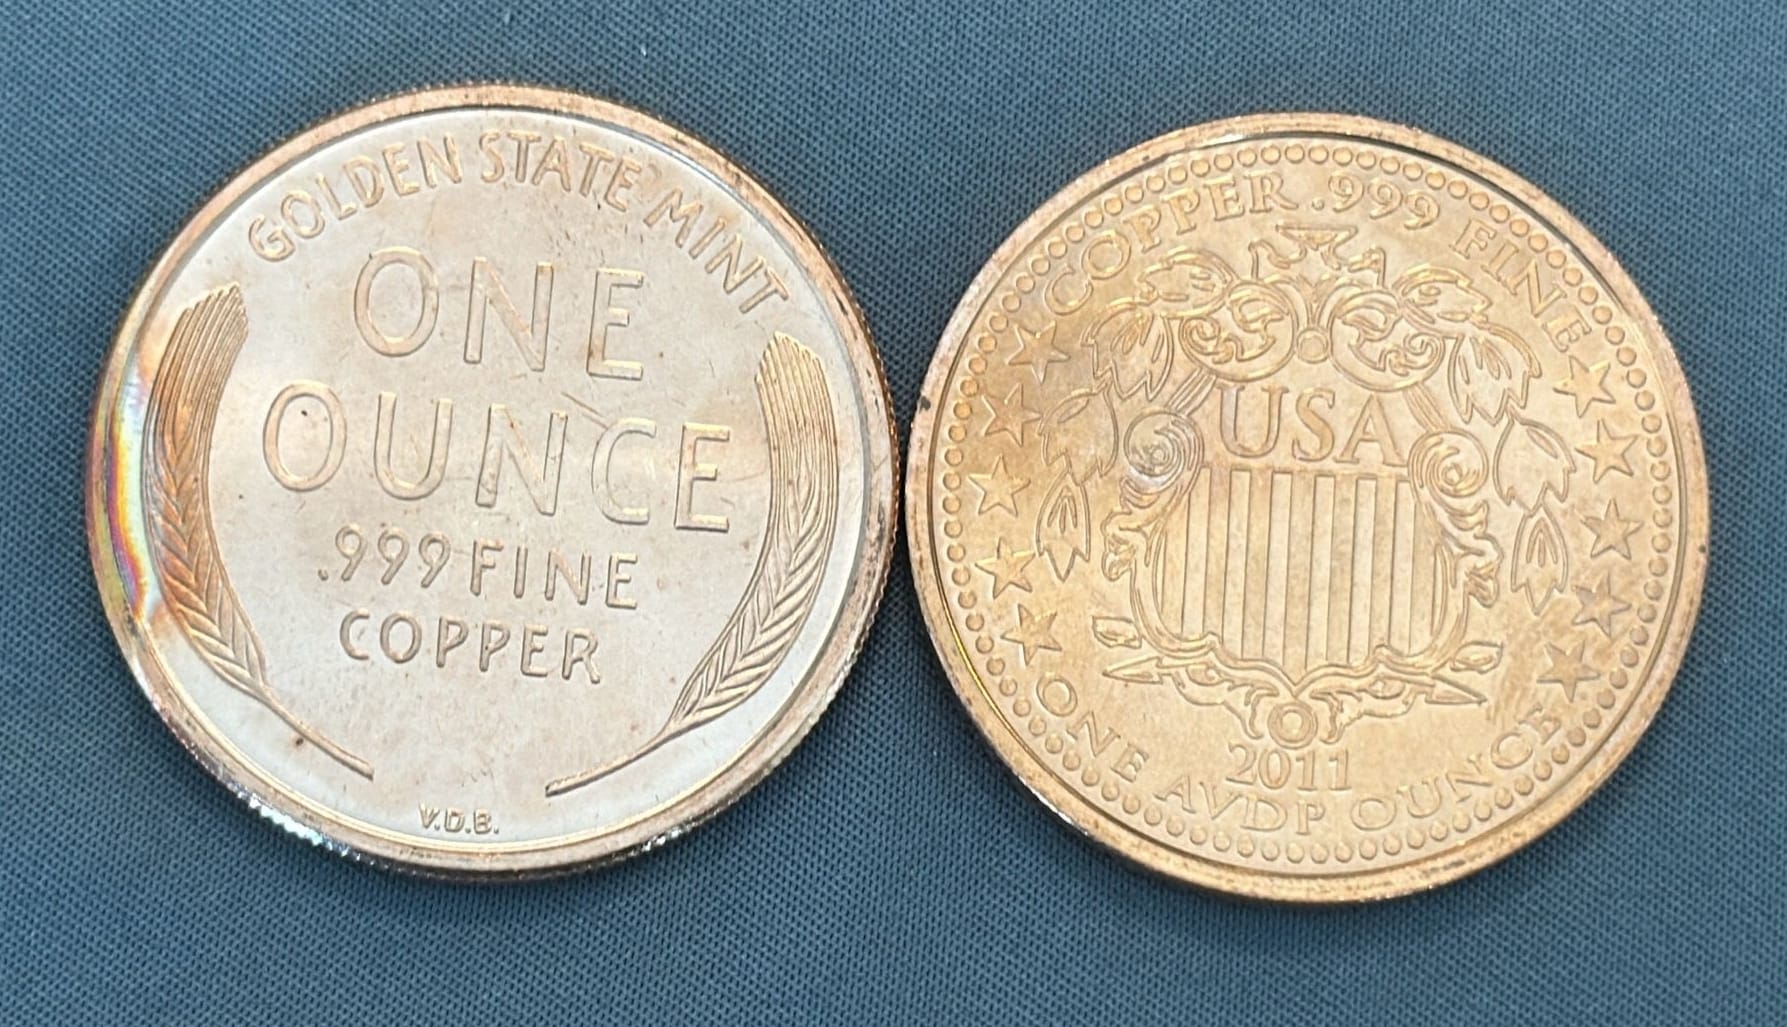 GOLDEN STATE MINT
ONE
OUNCE
.999 FINE
COPPER
V.D.B.
COPPER .999 FINE
USA
2011
ONE AVDP OUNCE